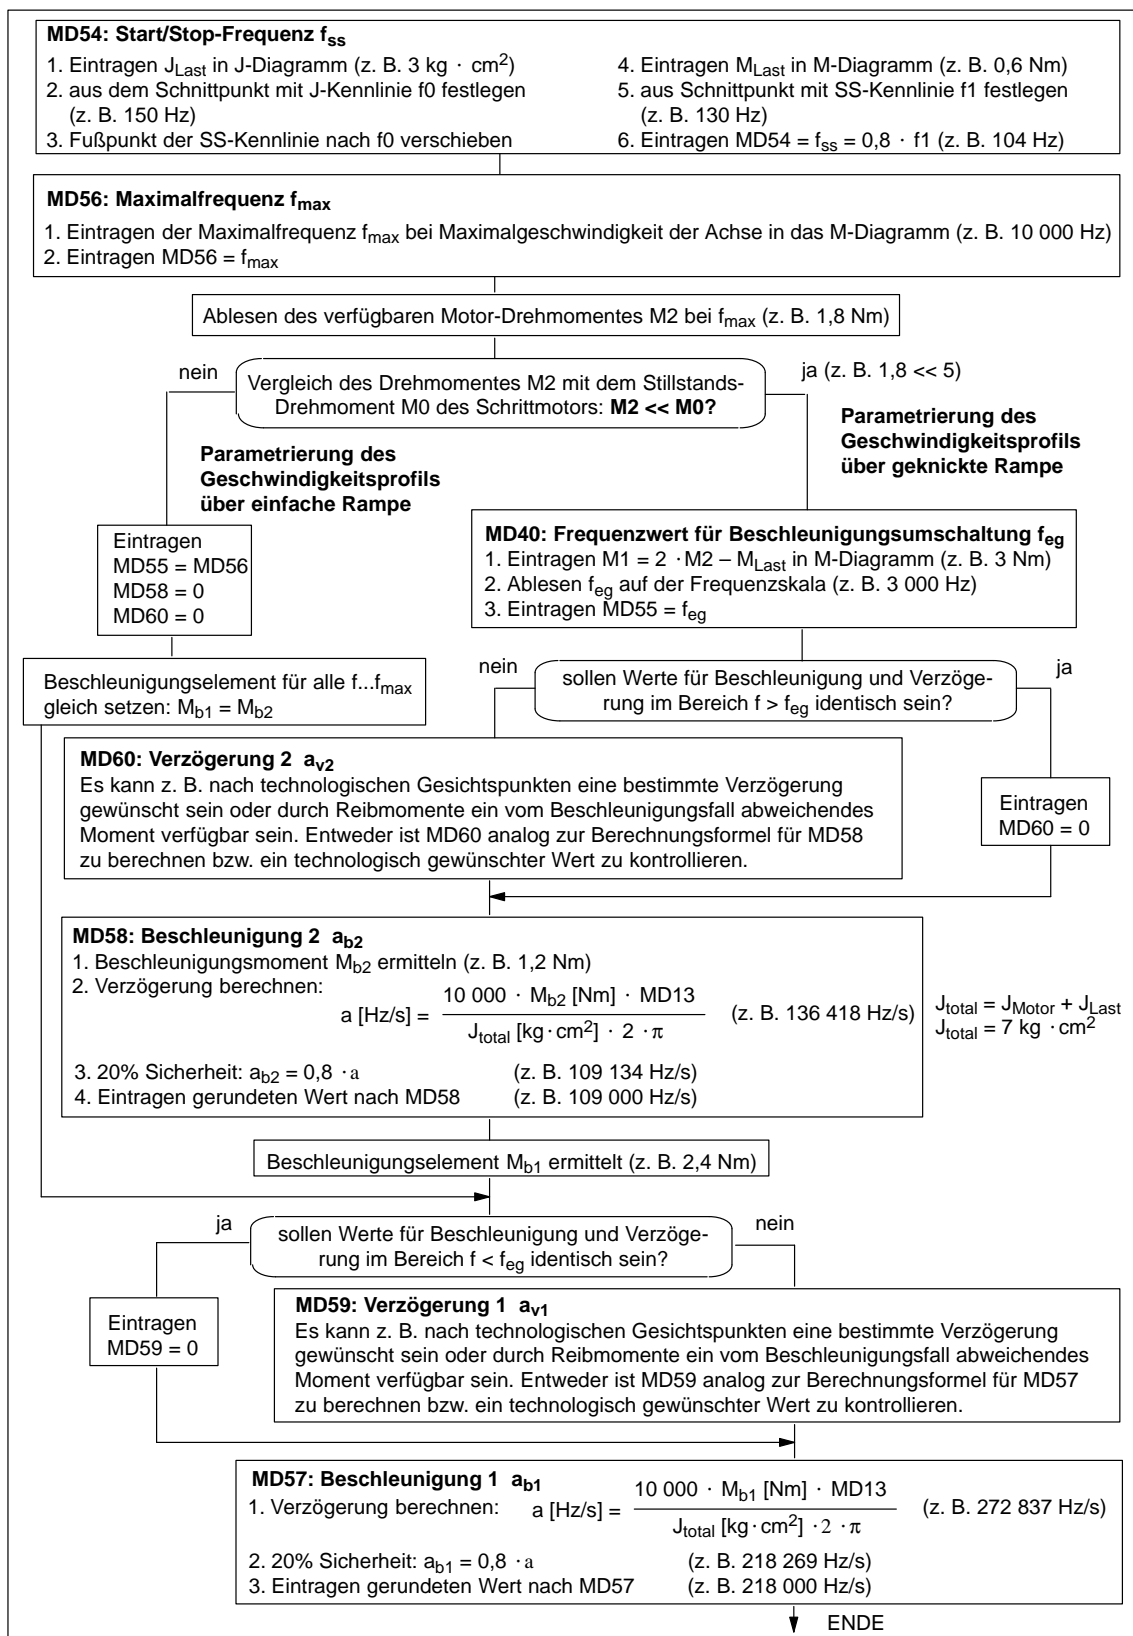 MD54: Start/Stop-Frequenz fss
1. Eintragen JLast in J-Diagramm (z. B. 3 kg · cm²)
2. aus dem Schnittpunkt mit J-Kennlinie f0 festlegen
(z. B. 150 Hz)
3. Fußpunkt der SS-Kennlinie nach f0 verschieben
4. Eintragen MLast in M-Diagramm (z. B. 0,6 Nm)
5. aus Schnittpunkt mit SS-Kennlinie f1 festlegen
(z. B. 130 Hz)
6. Eintragen MD54 = fss = 0,8 · f1 (z. B. 104 Hz)
MD56: Maximalfrequenz fmax
1. Eintragen der Maximalfrequenz fmax bei Maximalgeschwindigkeit der Achse in das M-Diagramm (z. B. 10 000 Hz)
2. Eintragen MD56 = fmax
Ablesen des verfügbaren Motor-Drehmomentes M2 bei fmax (z. B. 1,8 Nm)
nein
Vergleich des Drehmomentes M2 mit dem Stillstands-
Drehmoment M0 des Schrittmotors: M2 << M0?
ja (z. B. 1,8 << 5)
Parametrierung des
Geschwindigkeitsprofils
über einfache Rampe
Parametrierung des
Geschwindigkeitsprofils
über geknickte Rampe
Eintragen
MD55 = MD56
MD58 = 0
MD60 = 0
MD40: Frequenzwert für Beschleunigungsumschaltung feg
1. Eintragen M1 = 2 · M2 – MLast in M-Diagramm (z. B. 3 Nm)
2. Ablesen feg auf der Frequenzskala (z. B. 3 000 Hz)
3. Eintragen MD55 = feg
Beschleunigungselement für alle f...fmax
gleich setzen: Mb1 = Mb2
nein
sollen Werte für Beschleunigung und Verzöge-
rung im Bereich f > feg identisch sein?
ja
MD60: Verzögerung 2 av2
Es kann z. B. nach technologischen Gesichtspunkten eine bestimmte Verzögerung
gewünscht sein oder durch Reibmomente ein vom Beschleunigungsfall abweichendes
Moment verfügbar sein. Entweder ist MD60 analog zur Berechnungsformel für MD58
zu berechnen bzw. ein technologisch gewünschter Wert zu kontrollieren.
Eintragen
MD60 = 0
MD58: Beschleunigung 2 ab2
1. Beschleunigungsmoment Mb2 ermitteln (z. B. 1,2 Nm)
2. Verzögerung berechnen:
10 000 · Mb2 [Nm] · MD13
a [Hz/s] =
(z. B. 136 418 Hz/s)
Jtotal [kg·cm²] · 2 · π
Jtotal = JMotor + JLast
Jtotal = 7 kg · cm²
3. 20% Sicherheit: ab2 = 0,8 · a (z. B. 109 134 Hz/s)
4. Eintragen gerundeten Wert nach MD58 (z. B. 109 000 Hz/s)
Beschleunigungselement Mb1 ermittelt (z. B. 2,4 Nm)
ja
sollen Werte für Beschleunigung und Verzöge-
rung im Bereich f < feg identisch sein?
nein
Eintragen
MD59 = 0
MD59: Verzögerung 1 av1
Es kann z. B. nach technologischen Gesichtspunkten eine bestimmte Verzögerung
gewünscht sein oder durch Reibmomente ein vom Beschleunigungsfall abweichendes
Moment verfügbar sein. Entweder ist MD59 analog zur Berechnungsformel für MD57
zu berechnen bzw. ein technologisch gewünschter Wert zu kontrollieren.
MD57: Beschleunigung 1 ab1
10 000 · Mb1 [Nm] · MD13
1. Verzögerung berechnen: a [Hz/s] =
(z. B. 272 837 Hz/s)
Jtotal [kg·cm²] · 2 · π
2. 20% Sicherheit: ab1 = 0,8 · a (z. B. 218 269 Hz/s)
3. Eintragen gerundeten Wert nach MD57 (z. B. 218 000 Hz/s)
ENDE